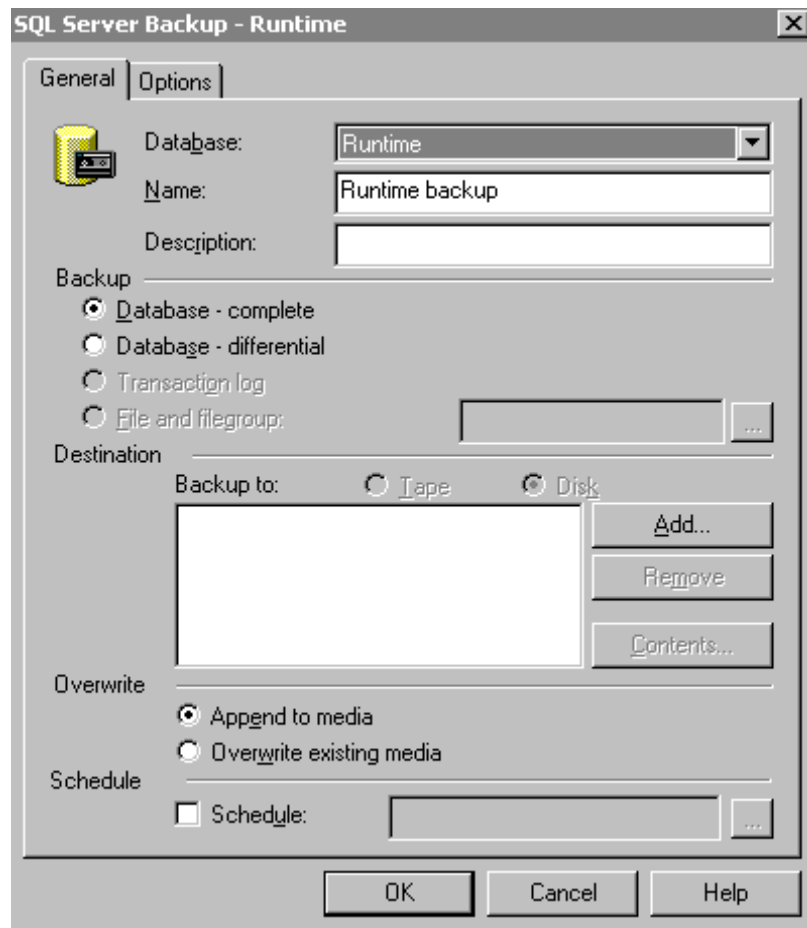 SQL Server Backup - Runtime
General Options
Database: Runtime
Name: Runtime backup
Description:
Backup
Database - complete
Database - differential
Transaction log
File and filegroup: ...
Destination
Backup to: Tape Disk
Add...
Remove
Contents...
Overwrite
Append to media
Overwrite existing media
Schedule
Schedule: ...
OK Cancel Help